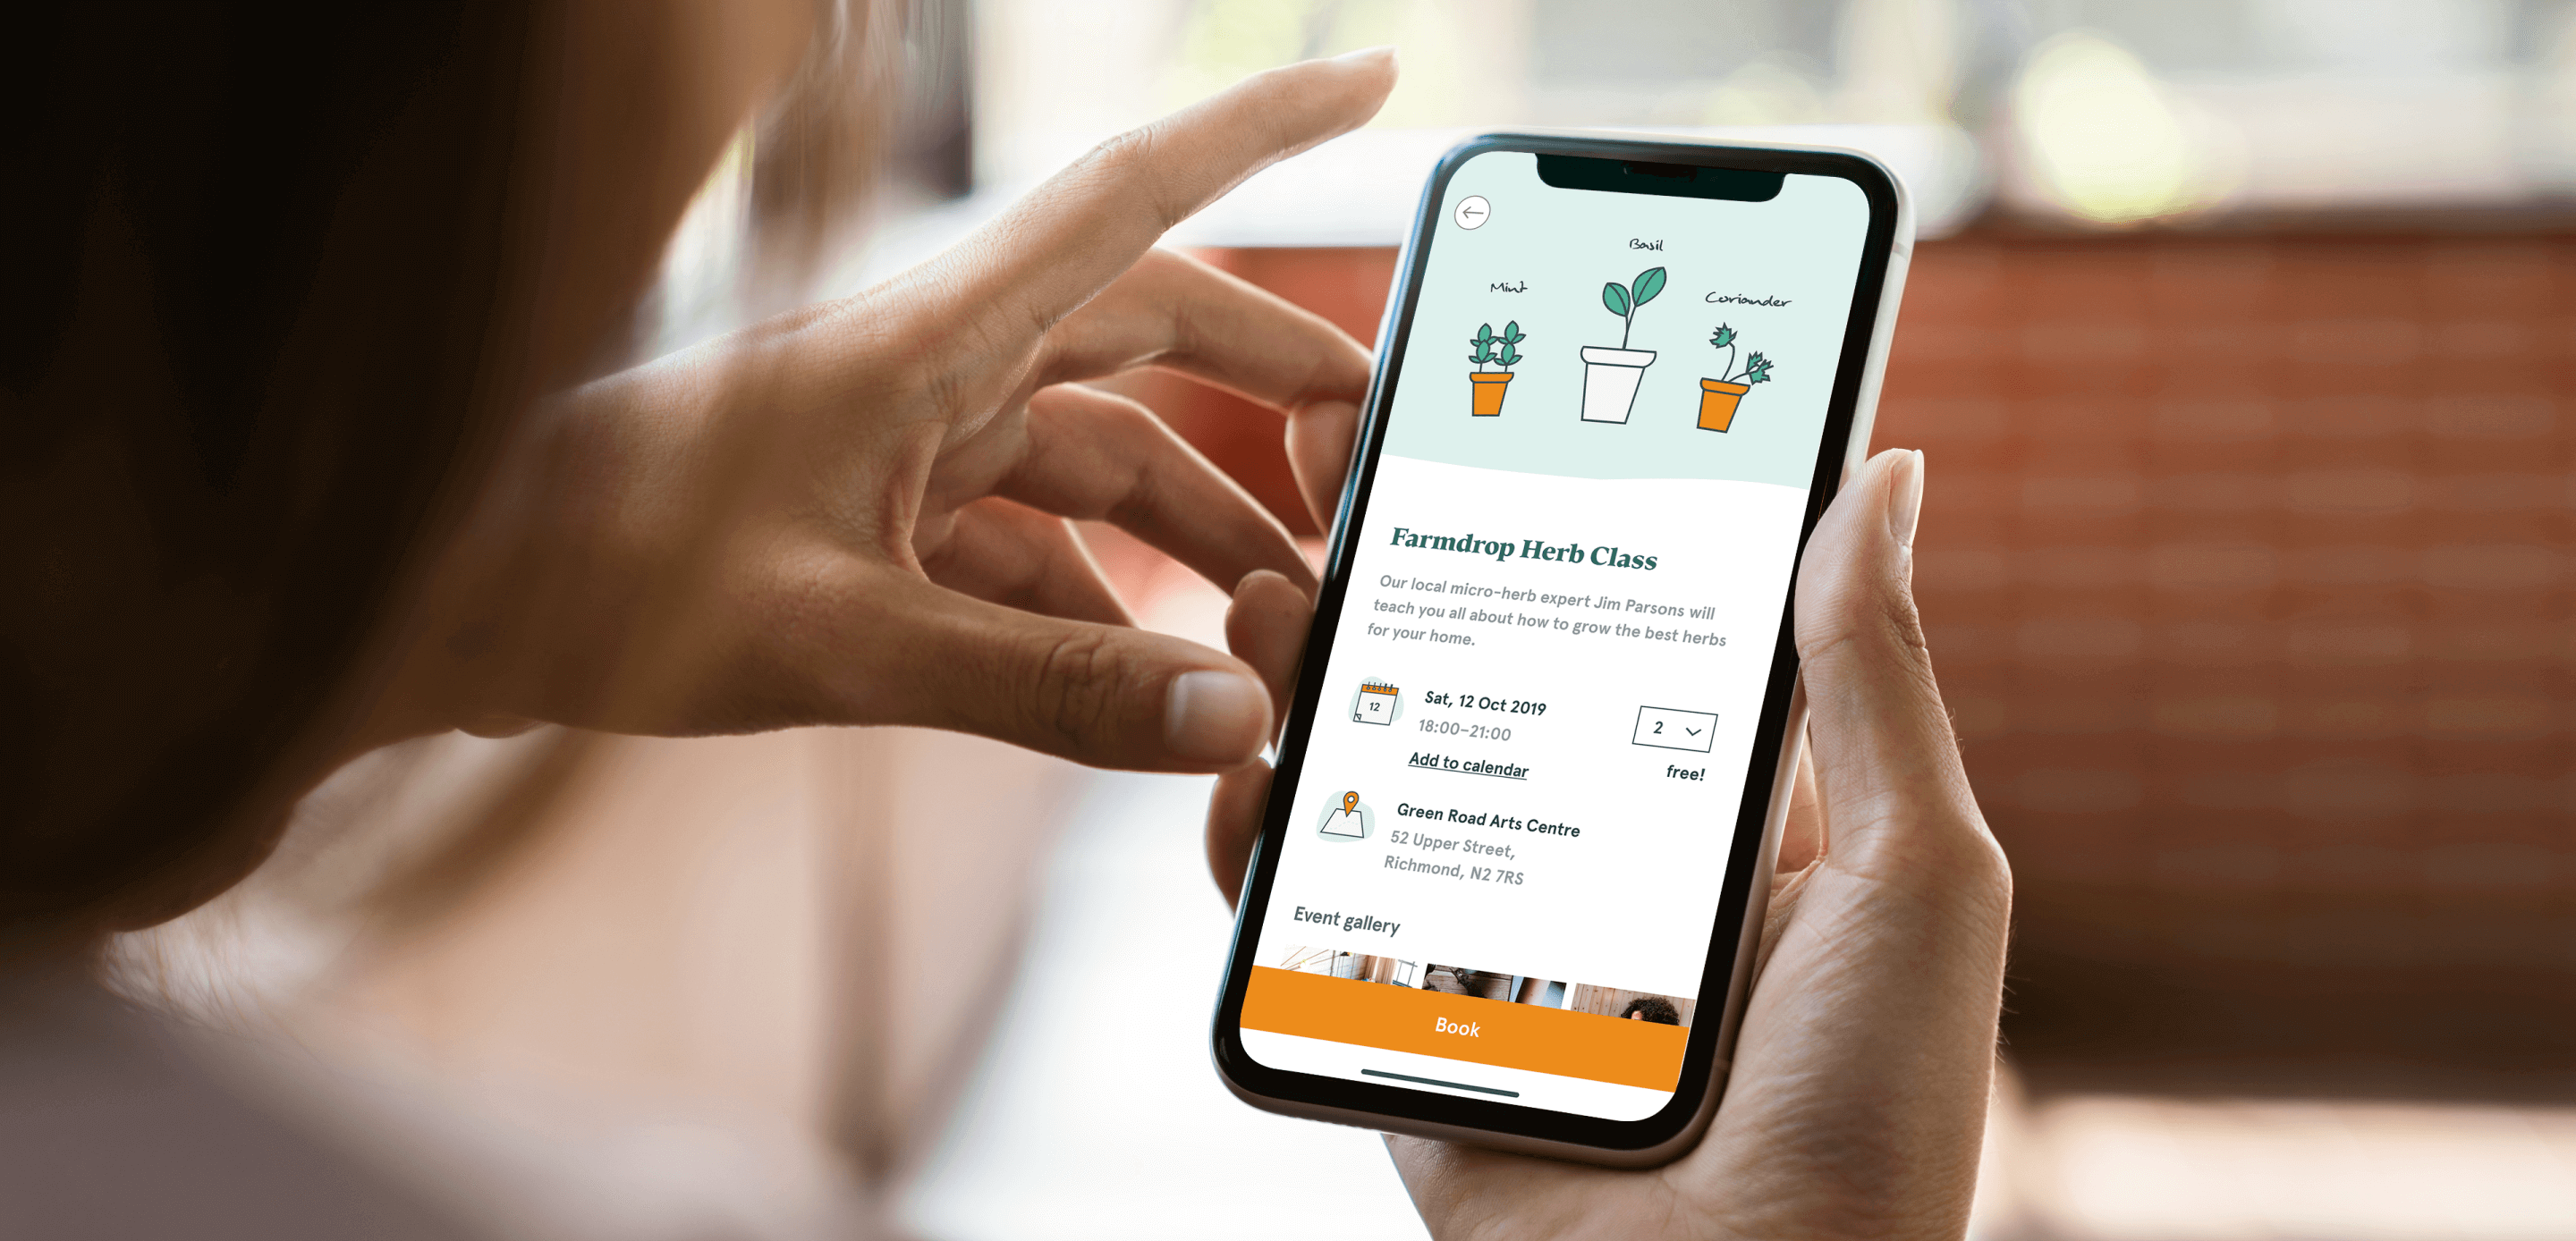 Basil
Mint
Coriander
Farmdrop Herb Class
Our local micro-herb expert Jim Parsons will
teach you all about how to grow the best herbs
for your home.
12
Sat, 12 Oct 2019
18:00–21:00
Add to calendar
2
free!
Green Road Arts Centre
52 Upper Street,
Richmond, N2 7RS
Event gallery
Book